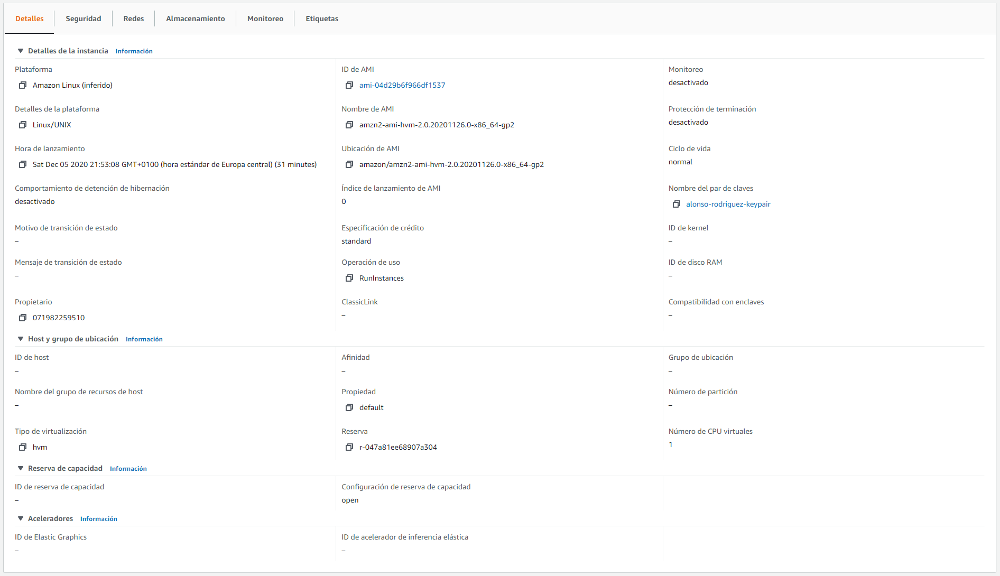 Detalles Seguridad Redes Almacenamiento Monitoreo Etiquetas
Detalles de la instancia Información
Plataforma
Amazon Linux (inferido)
ID de AMI
ami-04d29b6f966df1537
Monitoreo
desactivado
Detalles de la plataforma
Linux/UNIX
Nombre de AMI
amzn2-ami-hvm-2.0.20201126.0-x86_64-gp2
Protección de terminación
desactivado
Hora de lanzamiento
Sat Dec 05 2020 21:53:08 GMT+0100 (hora estándar de Europa central) (31 minutes)
Ubicación de AMI
amazon/amzn2-ami-hvm-2.0.20201126.0-x86_64-gp2
Ciclo de vida
normal
Comportamiento de detención de hibernación
desactivado
Índice de lanzamiento de AMI
0
Nombre del par de claves
alonso-rodriguez-keypair
Motivo de transición de estado
–
Especificación de crédito
standard
ID de kernel
–
Mensaje de transición de estado
–
Operación de uso
RunInstances
ID de disco RAM
–
Propietario
071982259510
ClassicLink
–
Compatibilidad con enclaves
–
Host y grupo de ubicación Información
ID de host
–
Afinidad
–
Grupo de ubicación
–
Nombre del grupo de recursos de host
–
Propiedad
default
Número de partición
–
Tipo de virtualización
hvm
Reserva
r-047a81ee68907a304
Número de CPU virtuales
1
Reserva de capacidad Información
ID de reserva de capacidad
–
Configuración de reserva de capacidad
open
Aceleradores Información
ID de Elastic Graphics
–
ID de acelerador de inferencia elástica
–